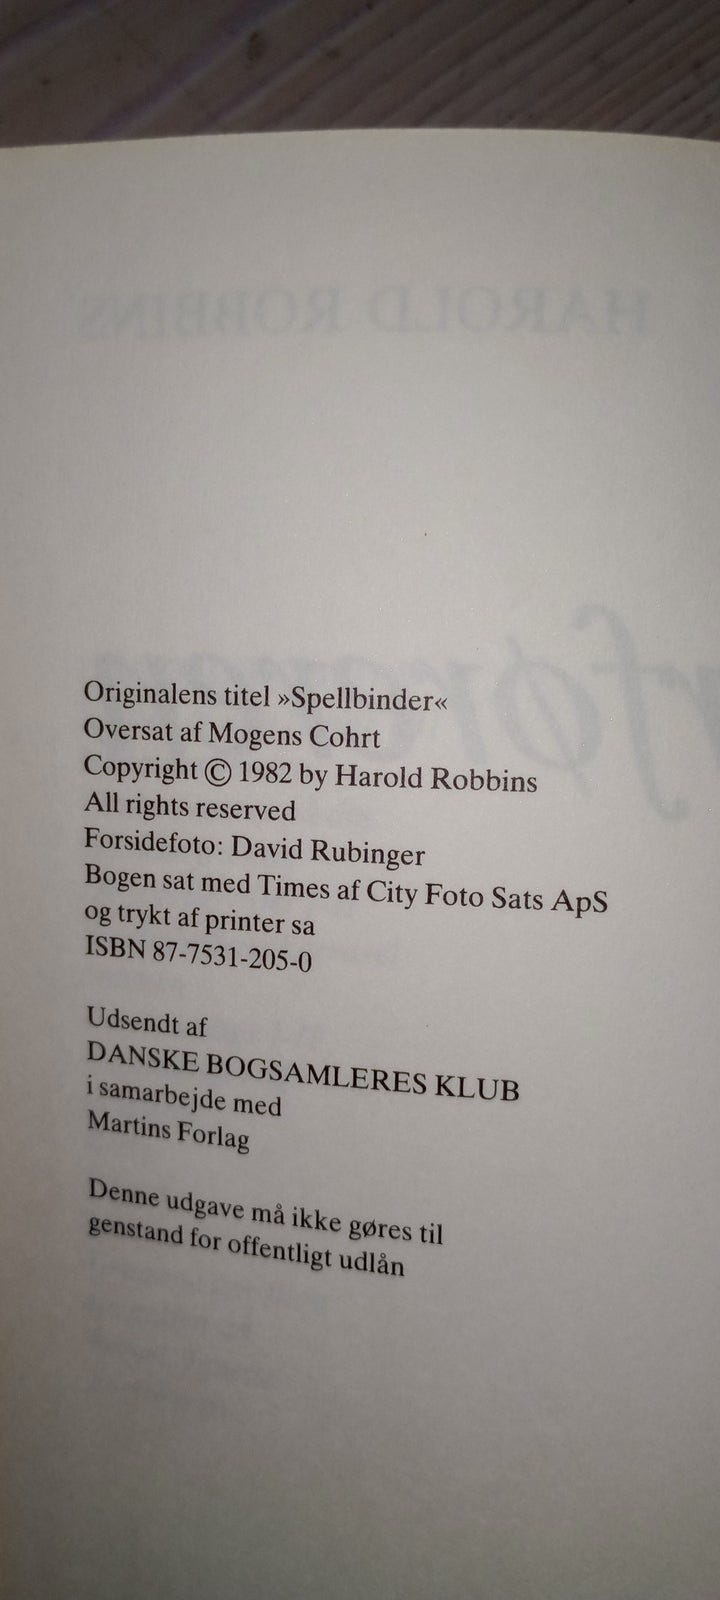 HAROLD ROBBINS
Originalens titel »Spellbinder«
Oversat af Mogens Cohrt
Copyright © 1982 by Harold Robbins
All rights reserved
Forsidefoto: David Rubinger
Bogen sat med Times af City Foto Sats ApS
og trykt af printer sa
ISBN 87-7531-205-0
Udsendt af
DANSKE BOGSAMLERES KLUB
i samarbejde med
Martins Forlag
Denne udgave må ikke gøres til
genstand for offentligt udlån